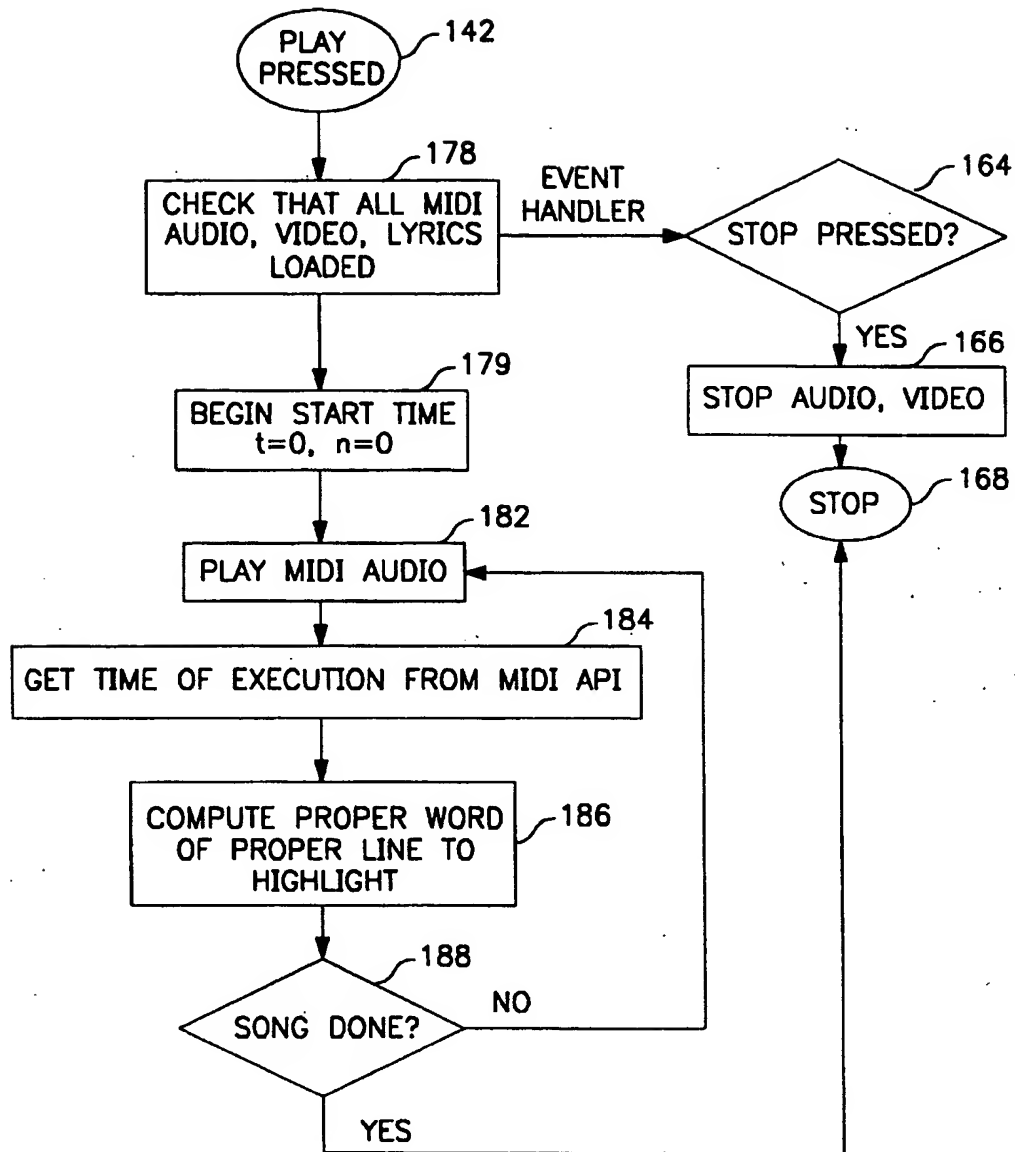 PLAY
PRESSED
142
178
CHECK THAT ALL MIDI
AUDIO, VIDEO, LYRICS
LOADED
EVENT
HANDLER
164
STOP PRESSED?
YES
166
STOP AUDIO, VIDEO
168
STOP
179
BEGIN START TIME
t=0, n=0
182
PLAY MIDI AUDIO
184
GET TIME OF EXECUTION FROM MIDI API
COMPUTE PROPER WORD
OF PROPER LINE TO
HIGHLIGHT
186
188
SONG DONE?
NO
YES